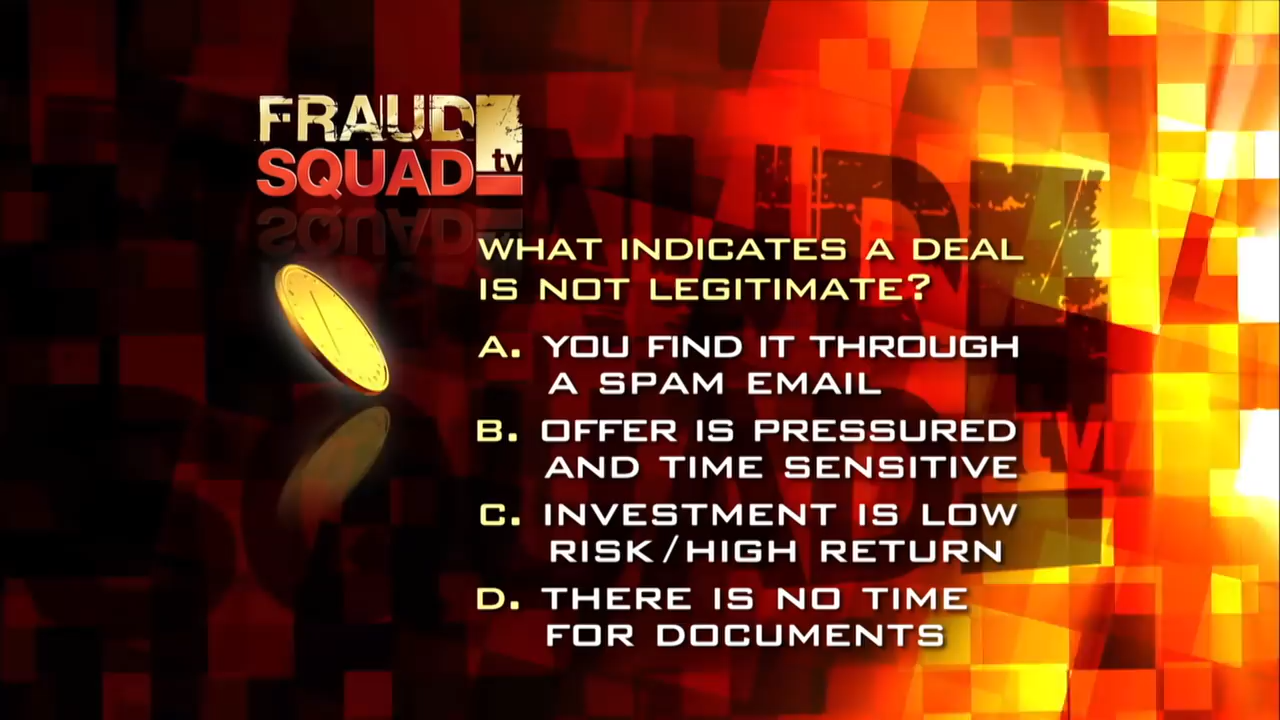 FRAUD
SQUAD tv
WHAT INDICATES A DEAL
IS NOT LEGITIMATE?
A. YOU FIND IT THROUGH
A SPAM EMAIL
B. OFFER IS PRESSURED
AND TIME SENSITIVE
C. INVESTMENT IS LOW
RISK/HIGH RETURN
D. THERE IS NO TIME
FOR DOCUMENTS